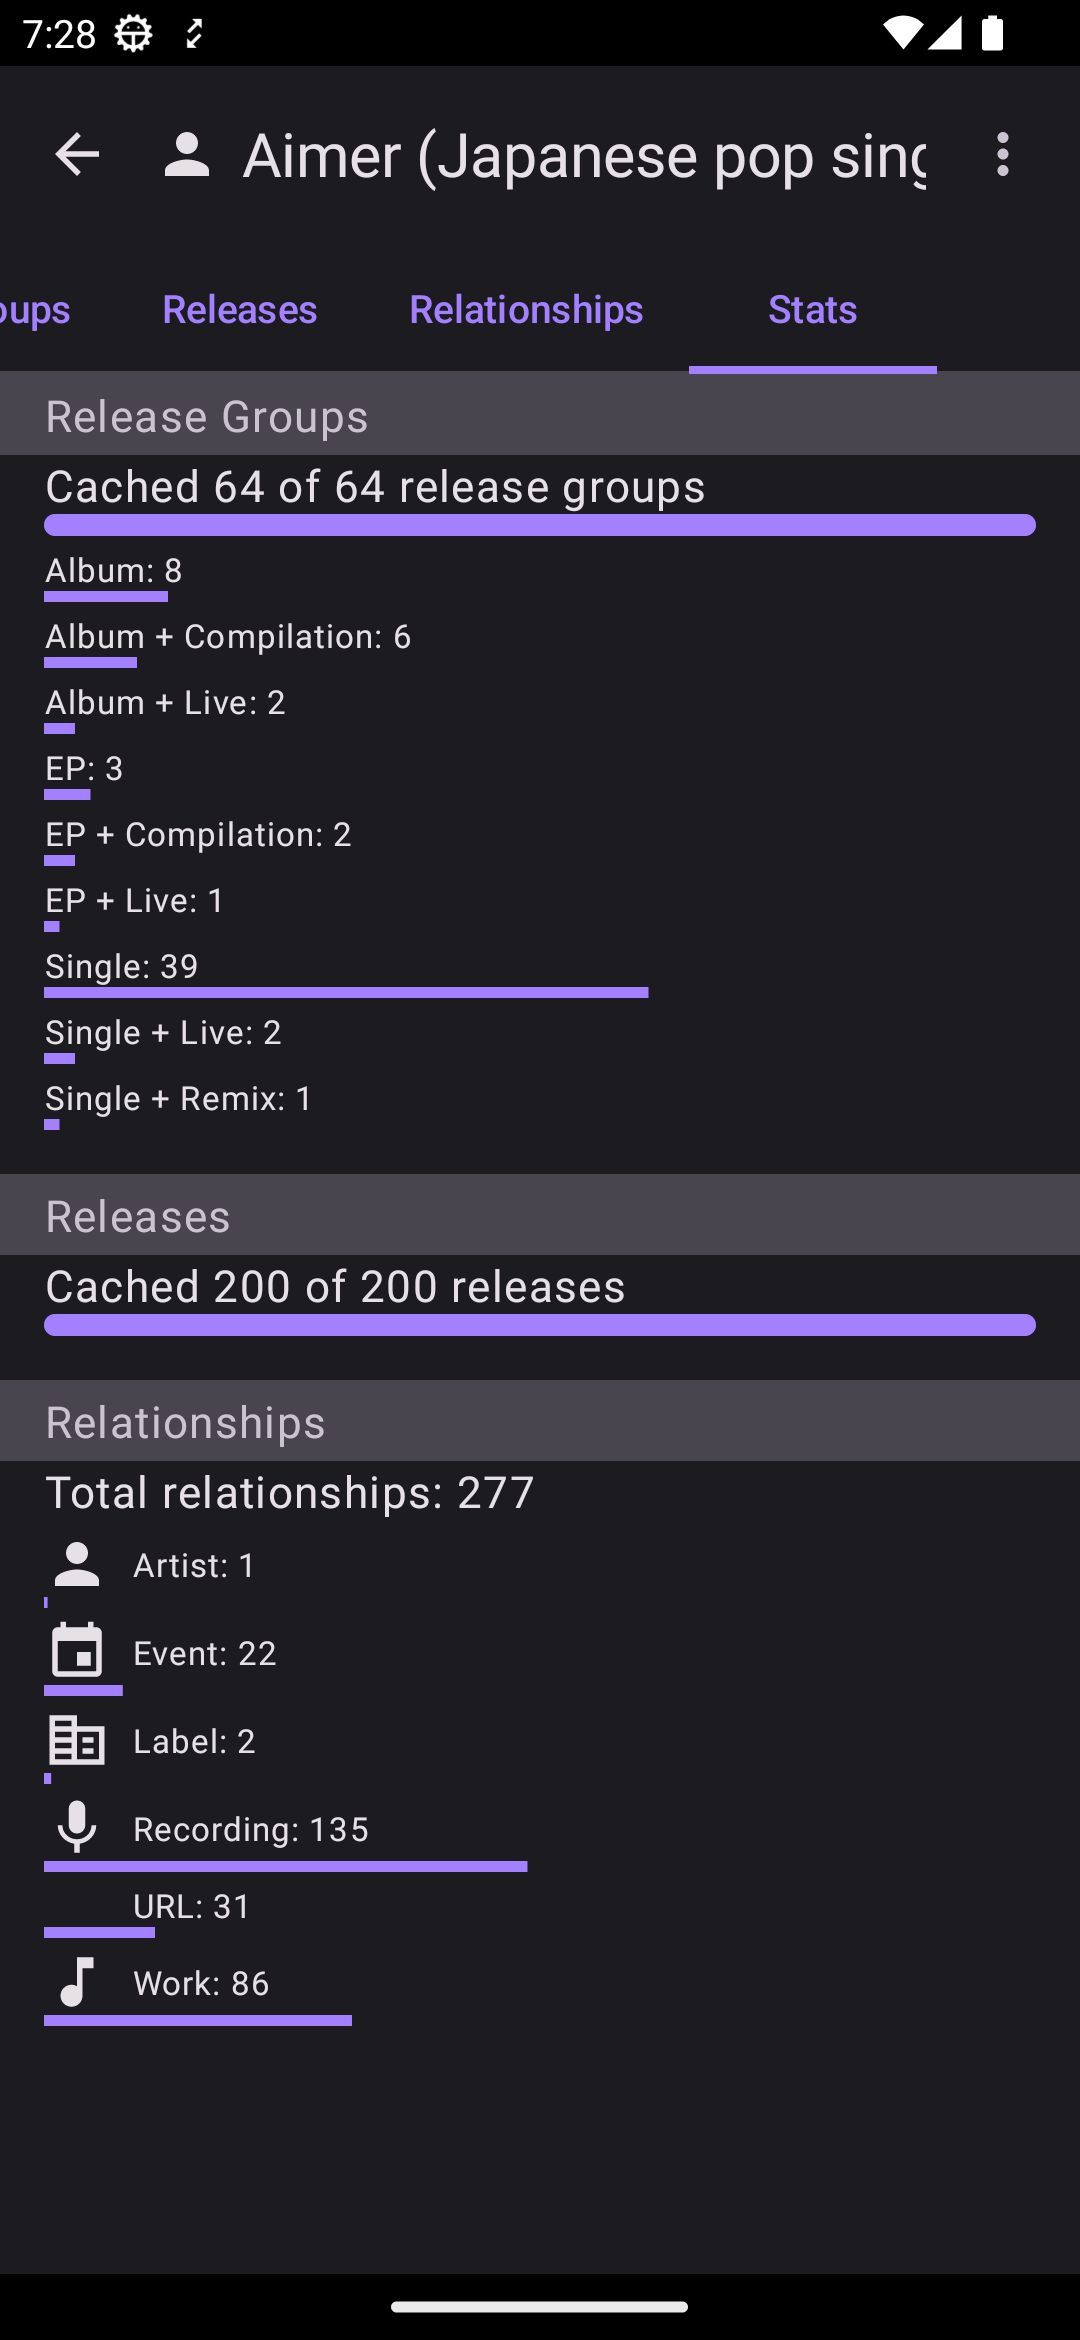 7:28
Aimer (Japanese pop sing
oups
Releases
Relationships
Stats
Release Groups
Cached 64 of 64 release groups
Album: 8
Album + Compilation: 6
Album + Live: 2
EP: 3
EP + Compilation: 2
EP + Live: 1
Single: 39
Single + Live: 2
Single + Remix: 1
Releases
Cached 200 of 200 releases
Relationships
Total relationships: 277
Artist: 1
Event: 22
Label: 2
Recording: 135
URL: 31
Work: 86